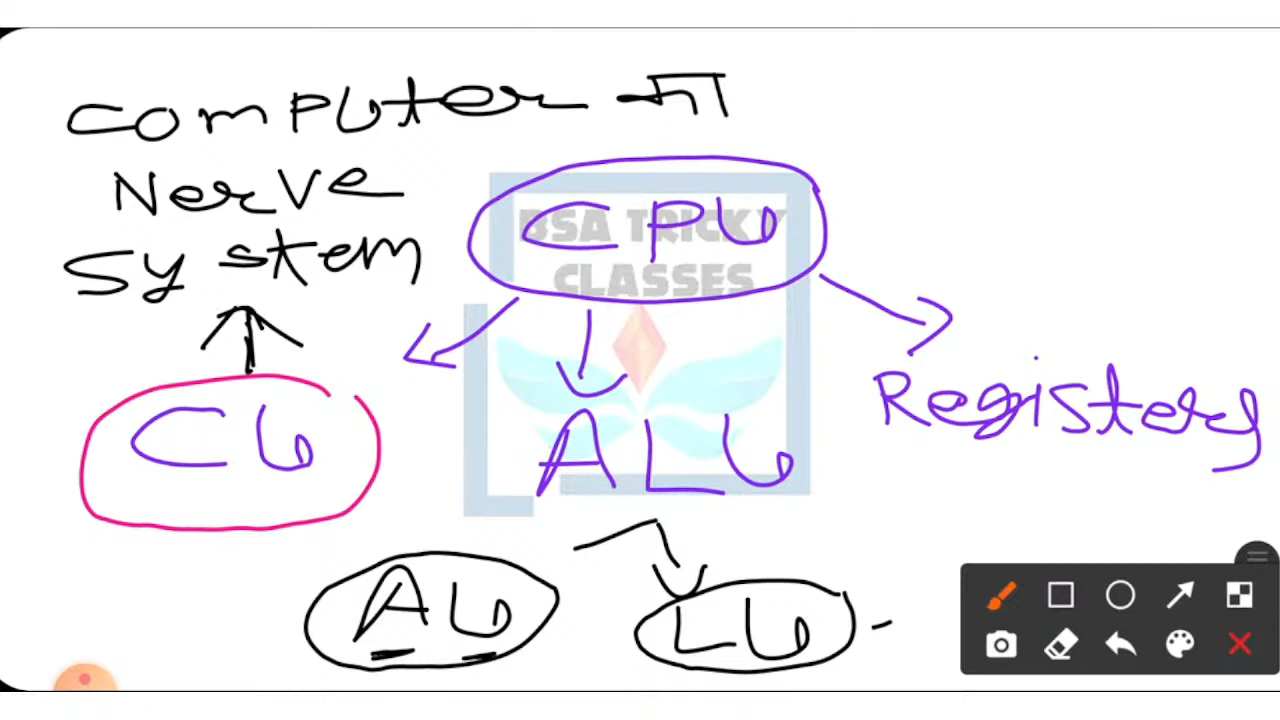 Computer का
Nerve
System
CPU
BSA TRICKY
CLASSES
CU
ALU
Registers
AU
LU